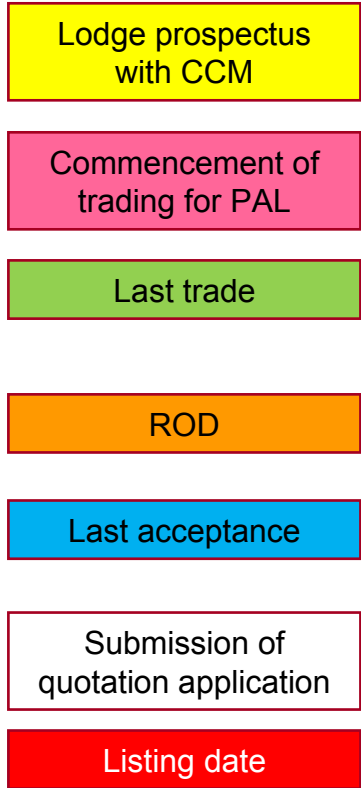 Lodge prospectus
with CCM
Commencement of
trading for PAL
Last trade
ROD
Last acceptance
Submission of
quotation application
Listing date